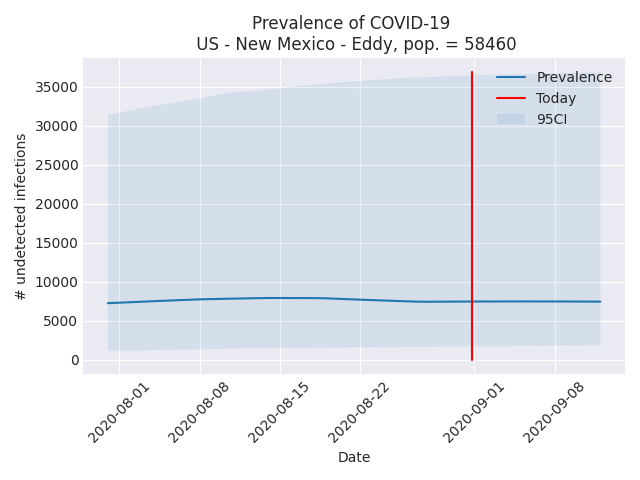 Prevalence of COVID-19
US - New Mexico - Eddy, pop. = 58460
# undetected infections
35000
30000
25000
20000
15000
10000
5000
0
Prevalence
Today
95CI
2020-08-01
2020-08-08
2020-08-15
2020-08-22
2020-09-01
2020-09-08
Date